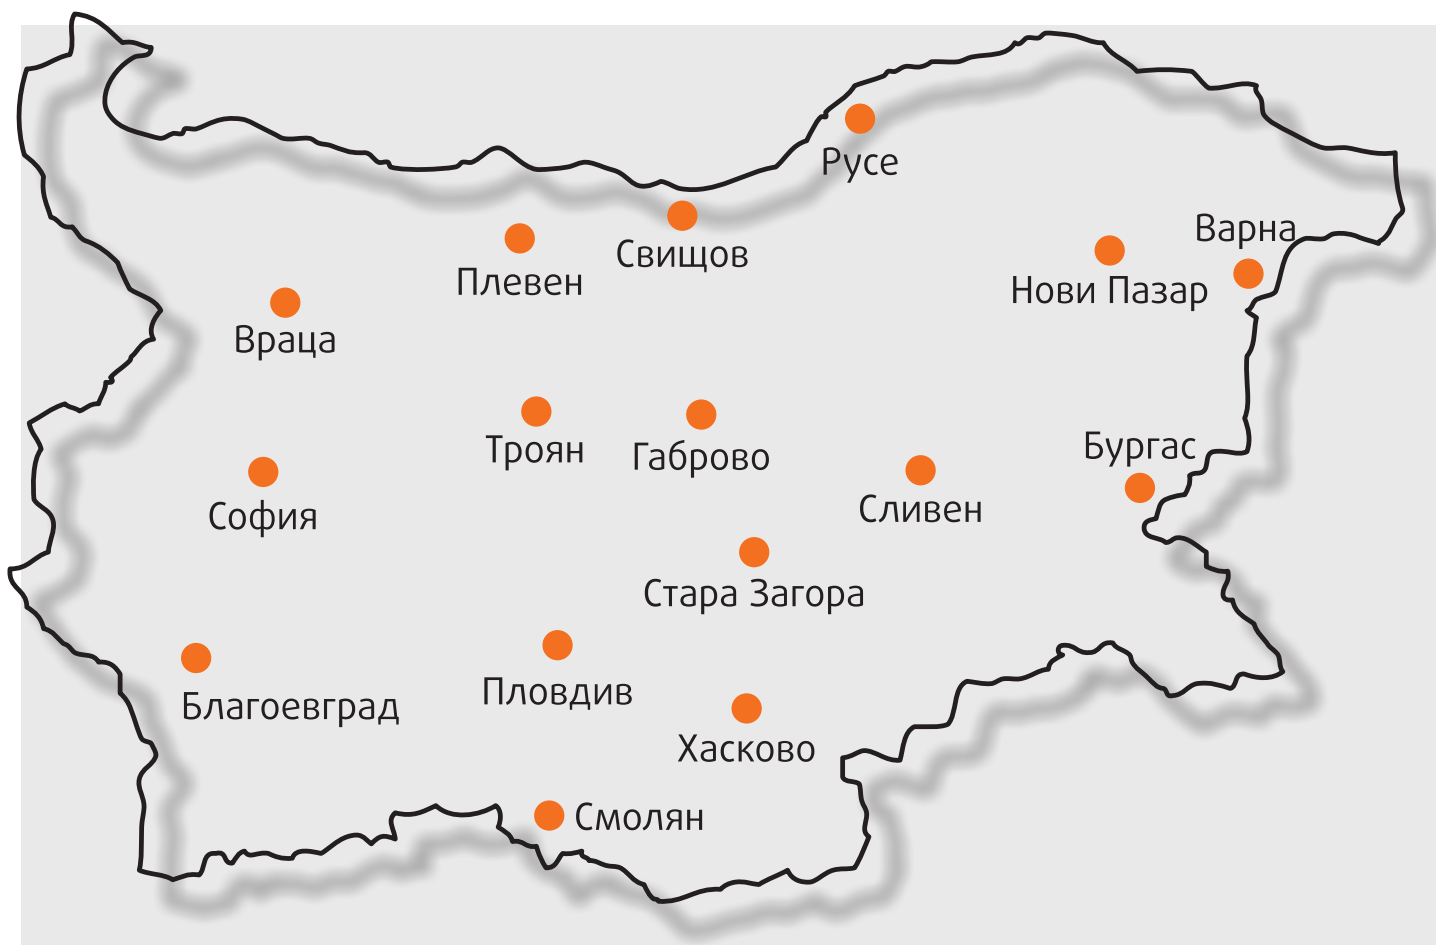 Русе
Варна
Свищов
Плевен
Нови Пазар
Враца
Троян
Габрово
Бургас
София
Сливен
Стара Загора
Благоевград
Пловдив
Хасково
Смолян